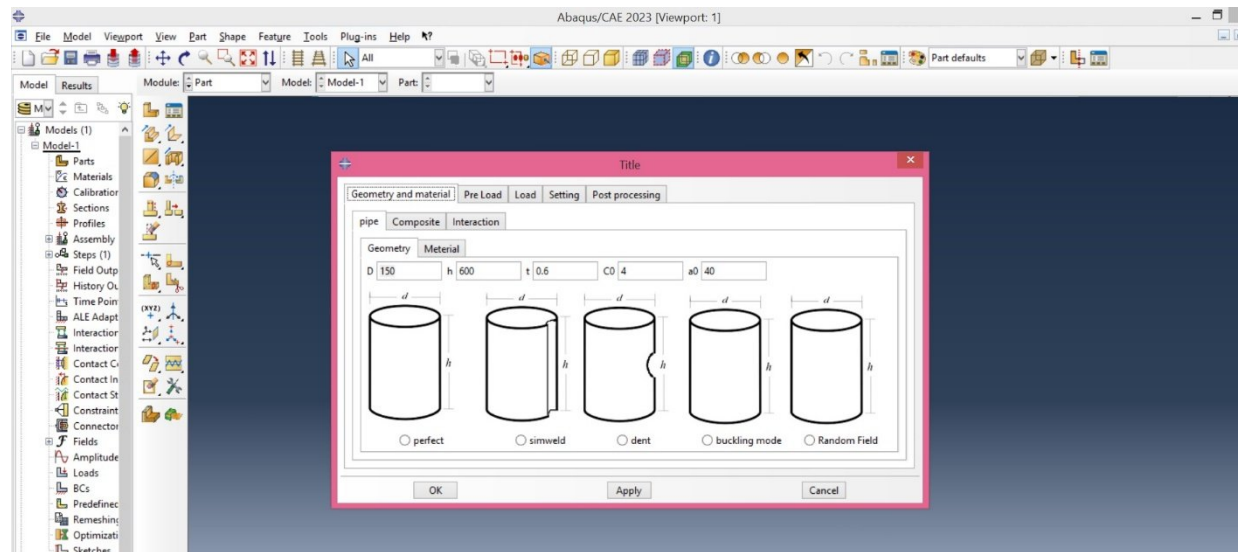 Abaqus/CAE 2023 [Viewport: 1]
File Model Viewport View Part Shape Feature Tools Plug-ins Help
All
Part defaults
Model Results
Module: Part Model: Model-1 Part:
Models (1)
Model-1
Parts
Materials
Calibration
Sections
Profiles
Assembly
Steps (1)
Field Outp
History Ou
Time Poin
ALE Adapt
Interaction
Interaction
Contact C
Contact In
Contact St
Constraint
Connector
Fields
Amplitude
Loads
BCs
Predefined
Remeshing
Optimizati
Sketches
(XYZ)
Title
Geometry and material Pre Load Load Setting Post processing
pipe Composite Interaction
Geometry Meterial
D 150 h 600 t 0.6 C0 4 a0 40
d d d d d
h h h h h
perfect simweld dent buckling mode Random Field
OK Apply Cancel